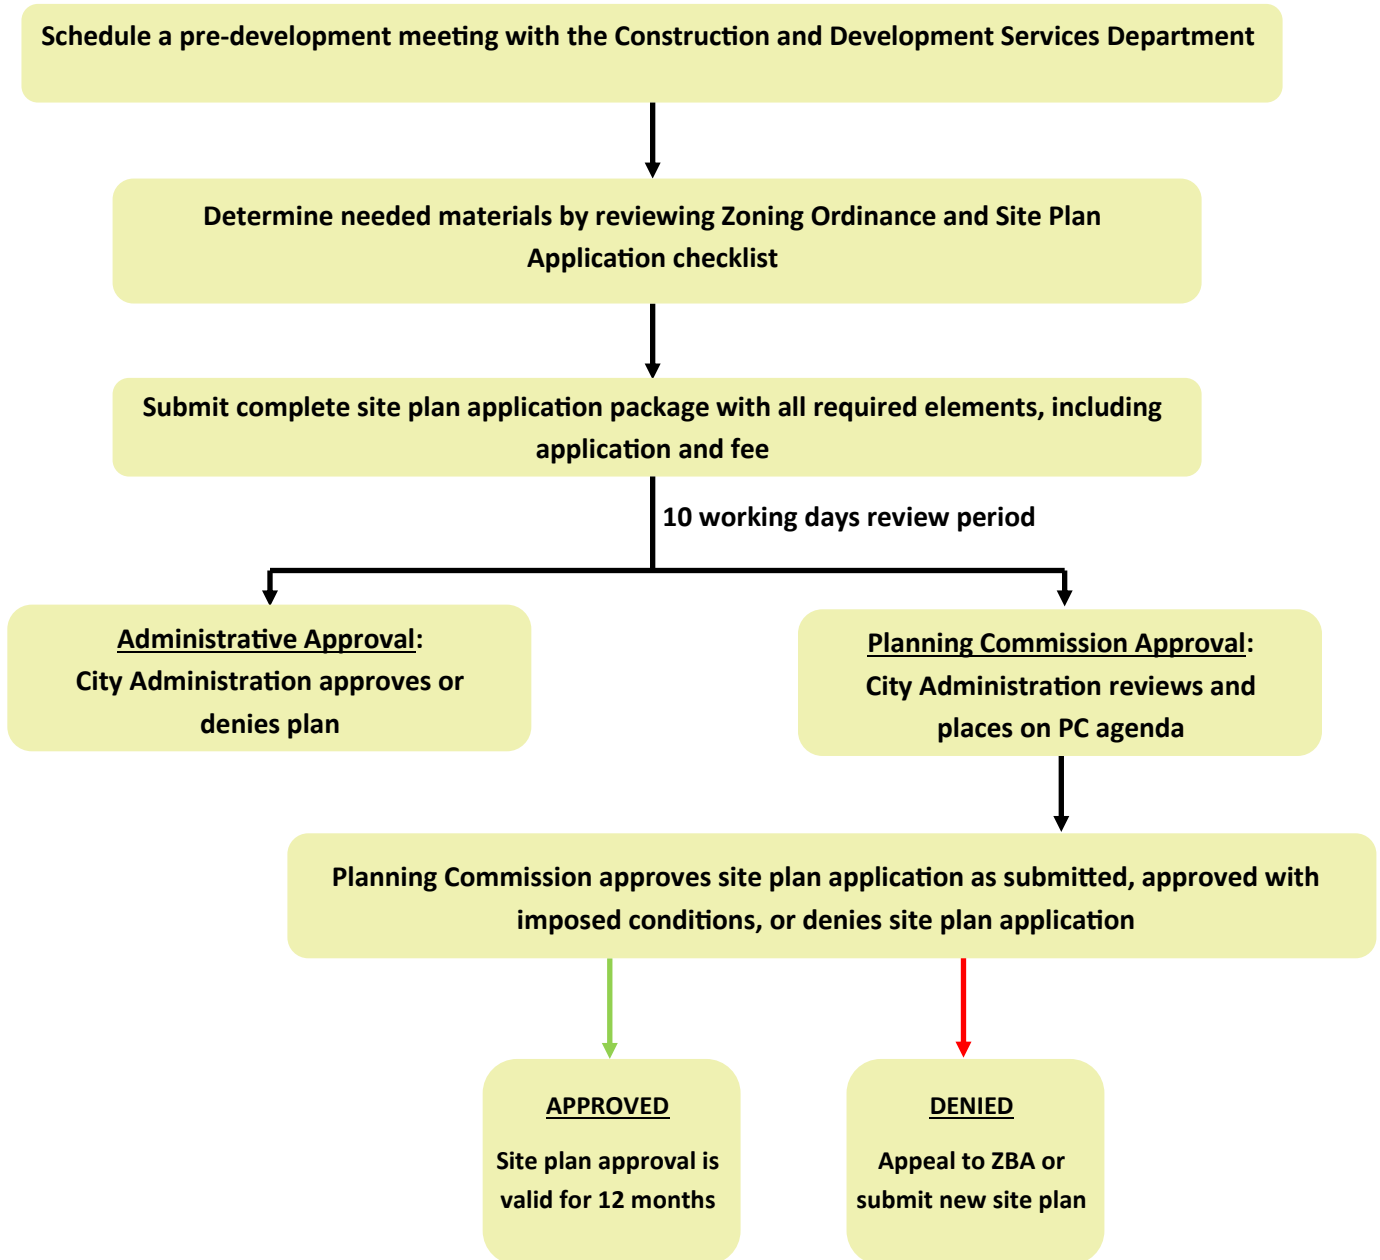 Schedule a pre-development meeting with the Construction and Development Services Department
Determine needed materials by reviewing Zoning Ordinance and Site Plan
Application checklist
Submit complete site plan application package with all required elements, including
application and fee
10 working days review period
Administrative Approval:
City Administration approves or
denies plan
Planning Commission Approval:
City Administration reviews and
places on PC agenda
Planning Commission approves site plan application as submitted, approved with
imposed conditions, or denies site plan application
APPROVED
Site plan approval is
valid for 12 months
DENIED
Appeal to ZBA or
submit new site plan